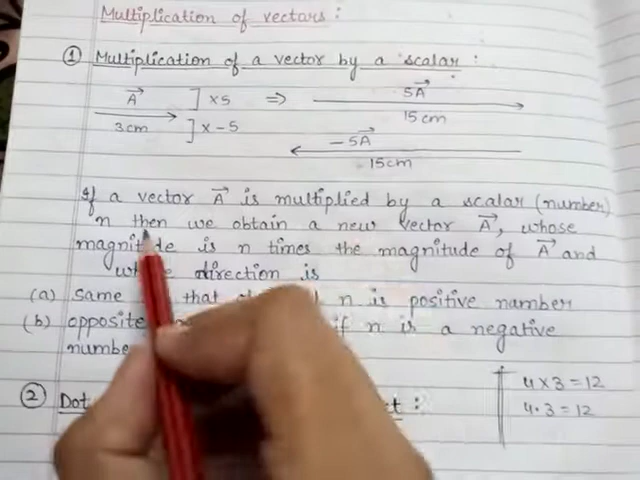 Multiplication of vectors :
① Multiplication of a vector by a scalar :
A⃗ ] x 5 ⇒ 5A⃗
3cm ] x - 5 15 cm
- 5A⃗
15cm
If a vector A⃗ is multiplied by a scalar (number)
n then we obtain a new vector A⃗, whose
magnitude is n times the magnitude of A⃗ and
direction is
(a) same that n is positive number
(b) opposite if n is a negative
② Dot :
4 x 3 = 12
4 · 3 = 12